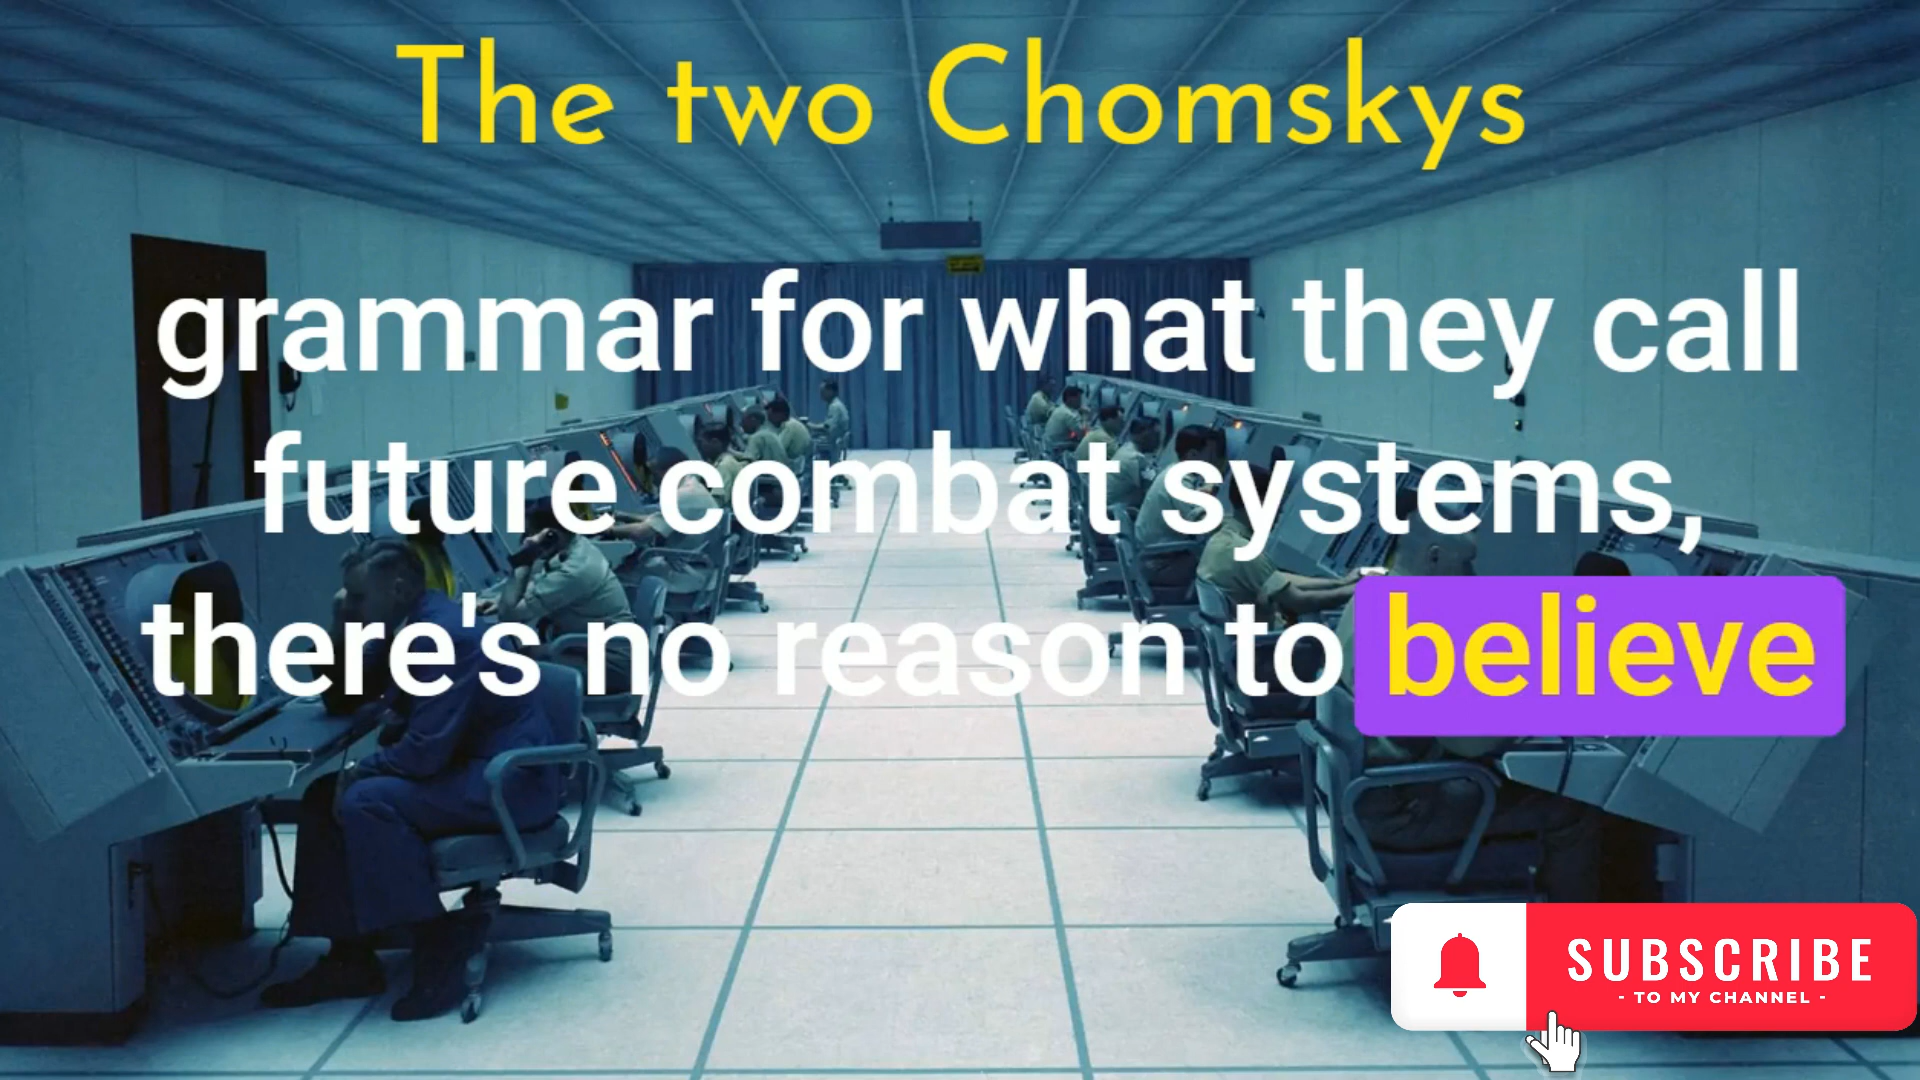 The two Chomskys
grammar for what they call
future combat systems,
there's no reason to believe
SUBSCRIBE
- TO MY CHANNEL -